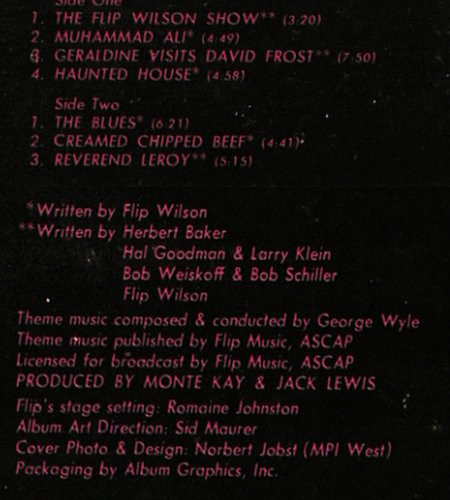 Side One
1. THE FLIP WILSON SHOW** (3:20)
2. MUHAMMAD ALI* (4:49)
3. GERALDINE VISITS DAVID FROST** (7:50)
4. HAUNTED HOUSE* (4:58)
Side Two
1. THE BLUES* (6:21)
2. CREAMED CHIPPED BEEF* (4:41)
3. REVEREND LEROY** (5:15)
*Written by Flip Wilson
**Written by Herbert Baker
Hal Goodman & Larry Klein
Bob Weiskoff & Bob Schiller
Flip Wilson
Theme music composed & conducted by George Wyle
Theme music published by Flip Music, ASCAP
Licensed for broadcast by Flip Music, ASCAP
PRODUCED BY MONTE KAY & JACK LEWIS
Flip's stage setting: Romaine Johnston
Album Art Direction: Sid Maurer
Cover Photo & Design: Norbert Jobst (MPI West)
Packaging by Album Graphics, Inc.